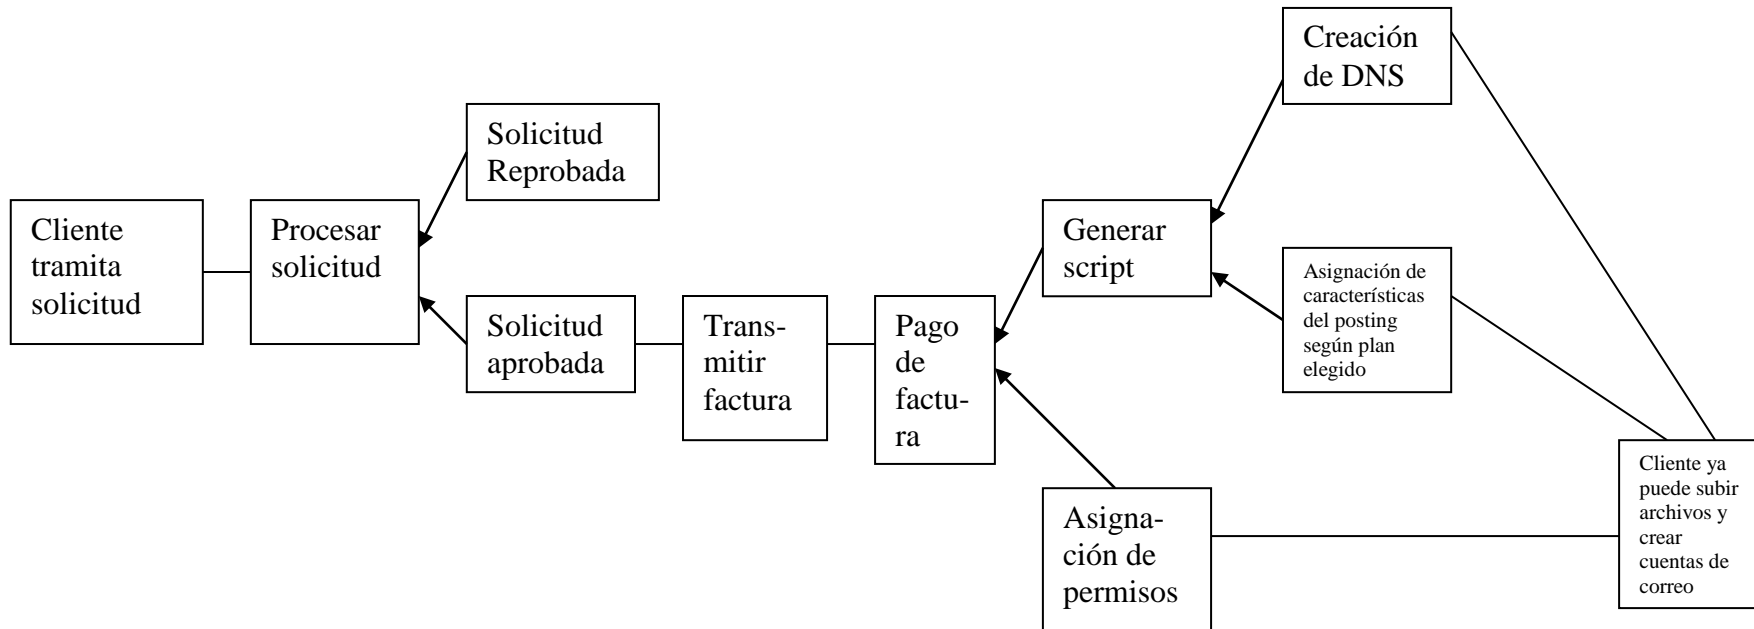 Cliente
tramita
solicitud
Procesar
solicitud
Solicitud
Reprobada
Solicitud
aprobada
Trans-
mitir
factura
Pago
de
factu-
ra
Generar
script
Asigna-
ción de
permisos
Creación
de DNS
Asignación de
características
del posting
según plan
elegido
Cliente ya
puede subir
archivos y
crear
cuentas de
correo